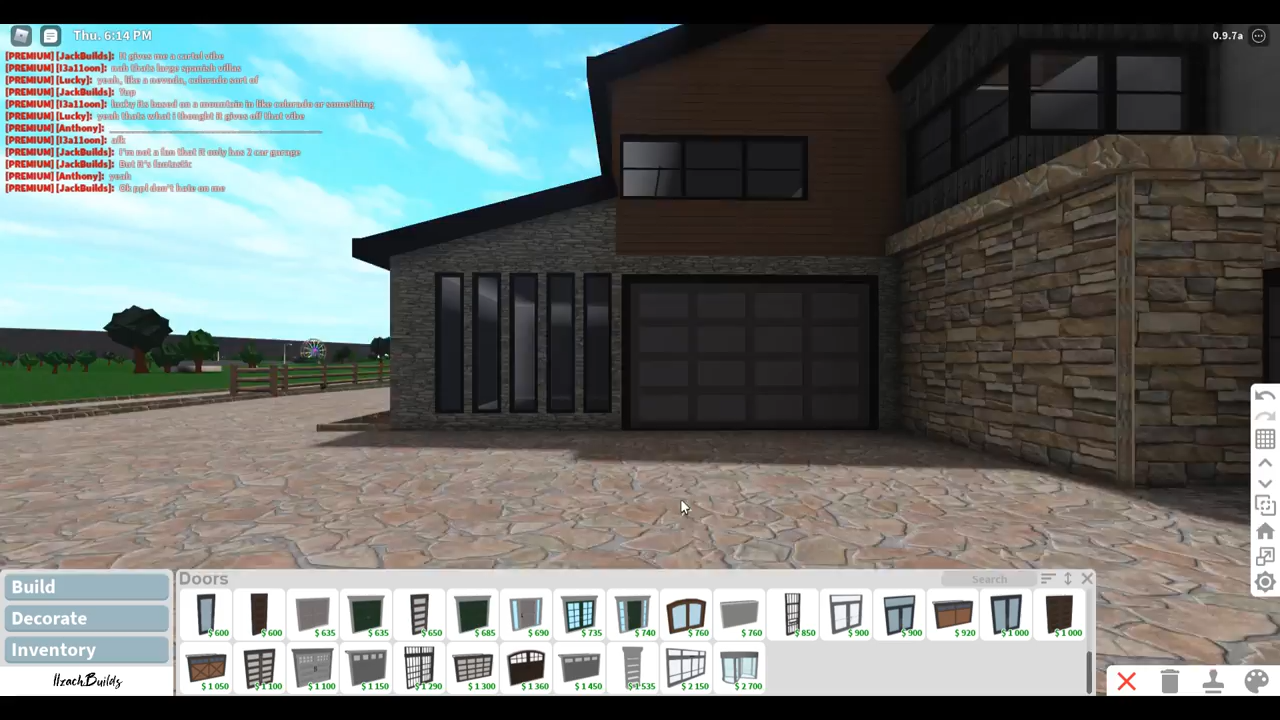 Thu. 6:14 PM
0.9.7a
[PREMIUM] [JackBuilds]: It gives me a cartel vibe
[PREMIUM] [I3a11oon]: nah thats large spanish villas
[PREMIUM] [Lucky]: yeah, like a nevada, colorado sort of
[PREMIUM] [JackBuilds]: Yup
[PREMIUM] [I3a11oon]: lucky its based on a mountain in like colorado or something
[PREMIUM] [Lucky]: yeah thats what i thought it gives off that vibe
[PREMIUM] [Anthony]: ________________________________
[PREMIUM] [I3a11oon]: afk
[PREMIUM] [JackBuilds]: I'm not a fan that it only has 2 car garage
[PREMIUM] [JackBuilds]: But it's fantastic
[PREMIUM] [Anthony]: yeah
[PREMIUM] [JackBuilds]: Ok ppl don't hate on me
Build
Decorate
Inventory
IIzachBuilds
Doors
Search
$ 600 $ 600 $ 635 $ 635 $ 650 $ 685 $ 690 $ 735 $ 740 $ 760 $ 760 $ 850 $ 900 $ 900 $ 920 $ 1 000 $ 1 000
$ 1 050 $ 1 100 $ 1 100 $ 1 150 $ 1 290 $ 1 300 $ 1 360 $ 1 450 $ 1 535 $ 2 150 $ 2 700